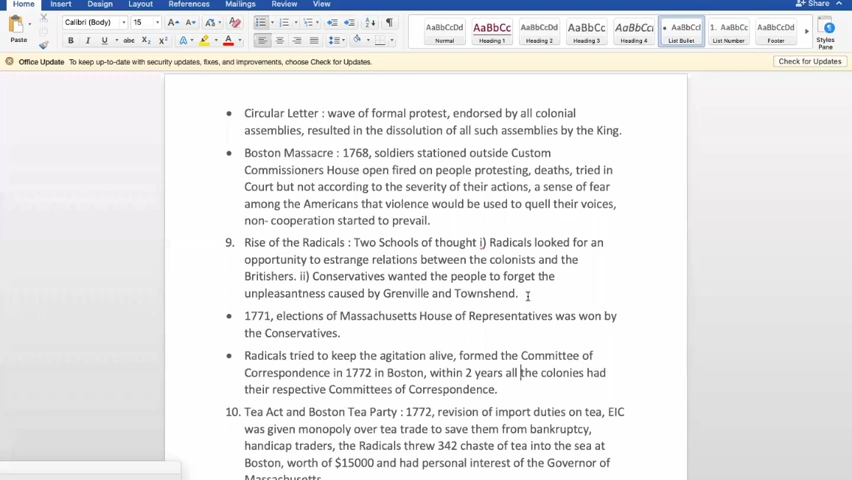 Home Insert Design Layout References Mailings Review View Share
Calibri (Body) 15
Paste
B I U abc X₂ X² A A
AaBbCcDd AaBbCc AaBbCcDd AaBbCcD AaBbCcD AaBbCcI 1. AaBbCc AaBbCcDd
Normal Heading 1 Heading 2 Heading 3 Heading 4 List Bullet List Number Footer Styles Pane
Office Update To keep up-to-date with security updates, fixes, and improvements, choose Check for Updates. Check for Updates
• Circular Letter : wave of formal protest, endorsed by all colonial
assemblies, resulted in the dissolution of all such assemblies by the King.
• Boston Massacre : 1768, soldiers stationed outside Custom
Commissioners House open fired on people protesting, deaths, tried in
Court but not according to the severity of their actions, a sense of fear
among the Americans that violence would be used to quell their voices,
non- cooperation started to prevail.
9. Rise of the Radicals : Two Schools of thought i) Radicals looked for an
opportunity to estrange relations between the colonists and the
Britishers. ii) Conservatives wanted the people to forget the
unpleasantness caused by Grenville and Townshend.
• 1771, elections of Massachusetts House of Representatives was won by
the Conservatives.
• Radicals tried to keep the agitation alive, formed the Committee of
Correspondence in 1772 in Boston, within 2 years all the colonies had
their respective Committees of Correspondence.
10. Tea Act and Boston Tea Party : 1772, revision of import duties on tea, EIC
was given monopoly over tea trade to save them from bankruptcy,
handicap traders, the Radicals threw 342 chaste of tea into the sea at
Boston, worth of $15000 and had personal interest of the Governor of
Massachusetts.